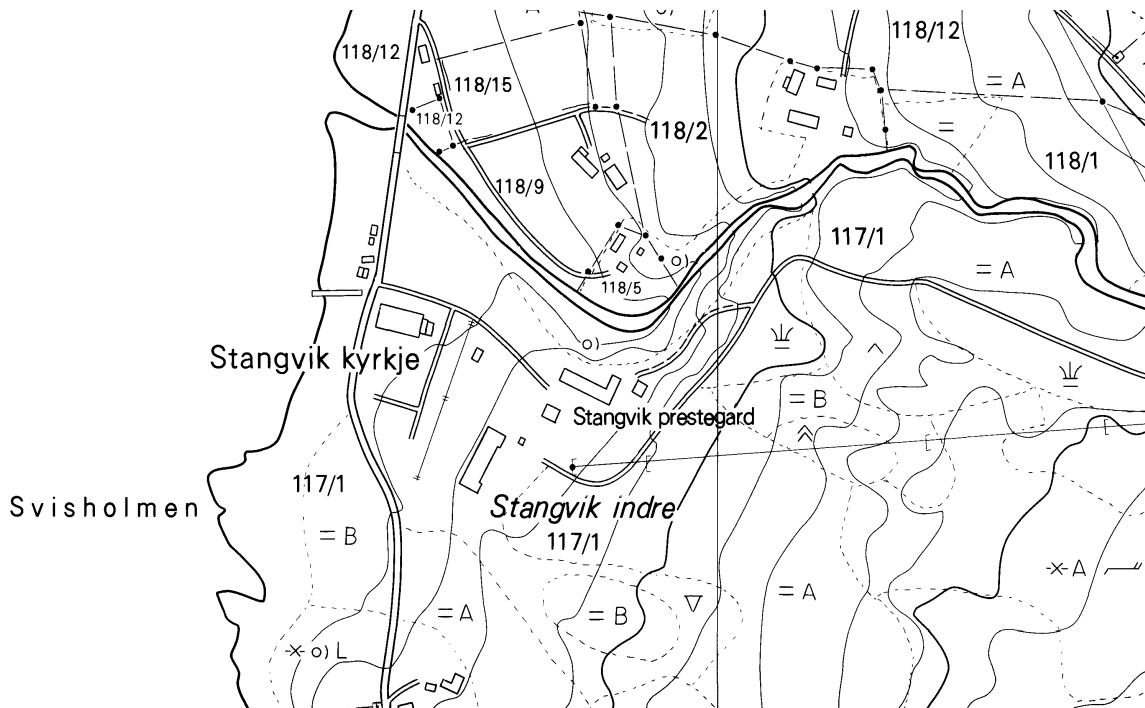 118/12
118/12
118/15
= A
118/12
118/2
118/1
118/9
117/1
= A
118/5
Stangvik kyrkje
= B
Stangvik prestegard
117/1
Svisholmen
Stangvik indre
= B
117/1
A
= A
= A
= B
L